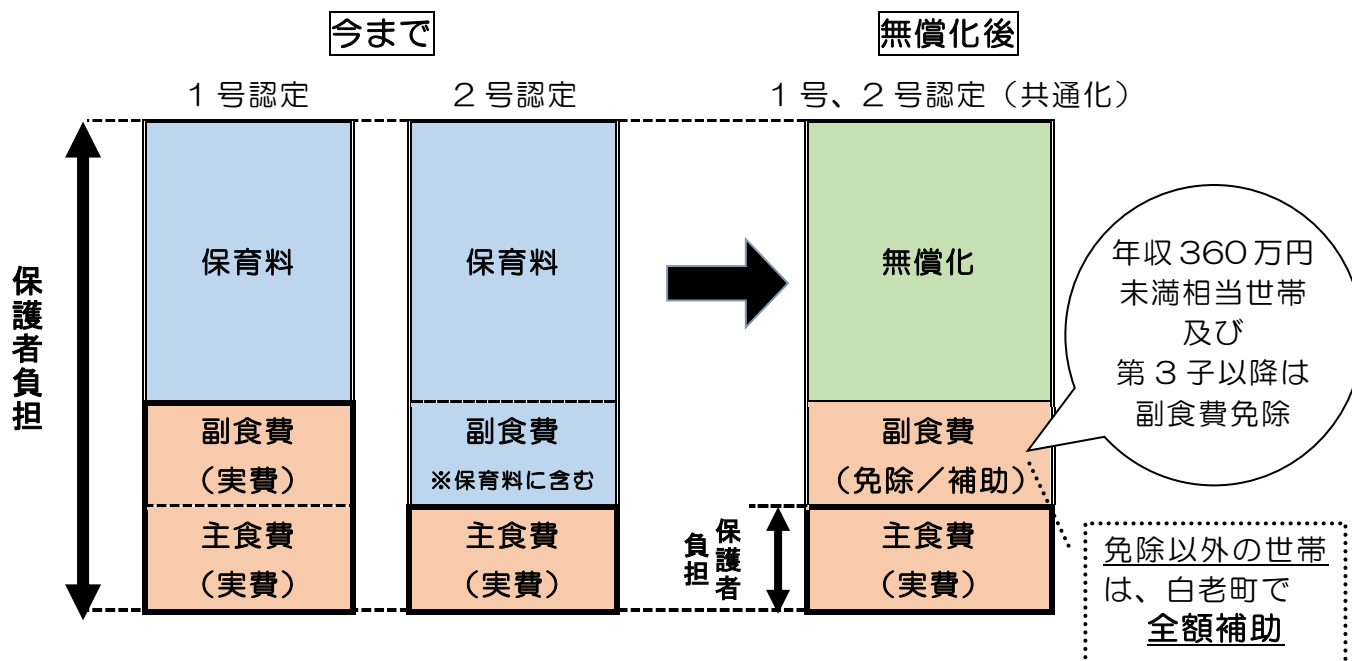 今まで
無償化後
1号認定
2号認定
1号、2号認定（共通化）
保護者負担
保育料
副食費
（実費）
主食費
（実費）
保育料
副食費
※保育料に含む
主食費
（実費）
無償化
副食費
（免除／補助）
主食費
（実費）
保護者
負担
年収360万円
未満相当世帯
及び
第3子以降は
副食費免除
免除以外の世帯
は、白老町で
全額補助